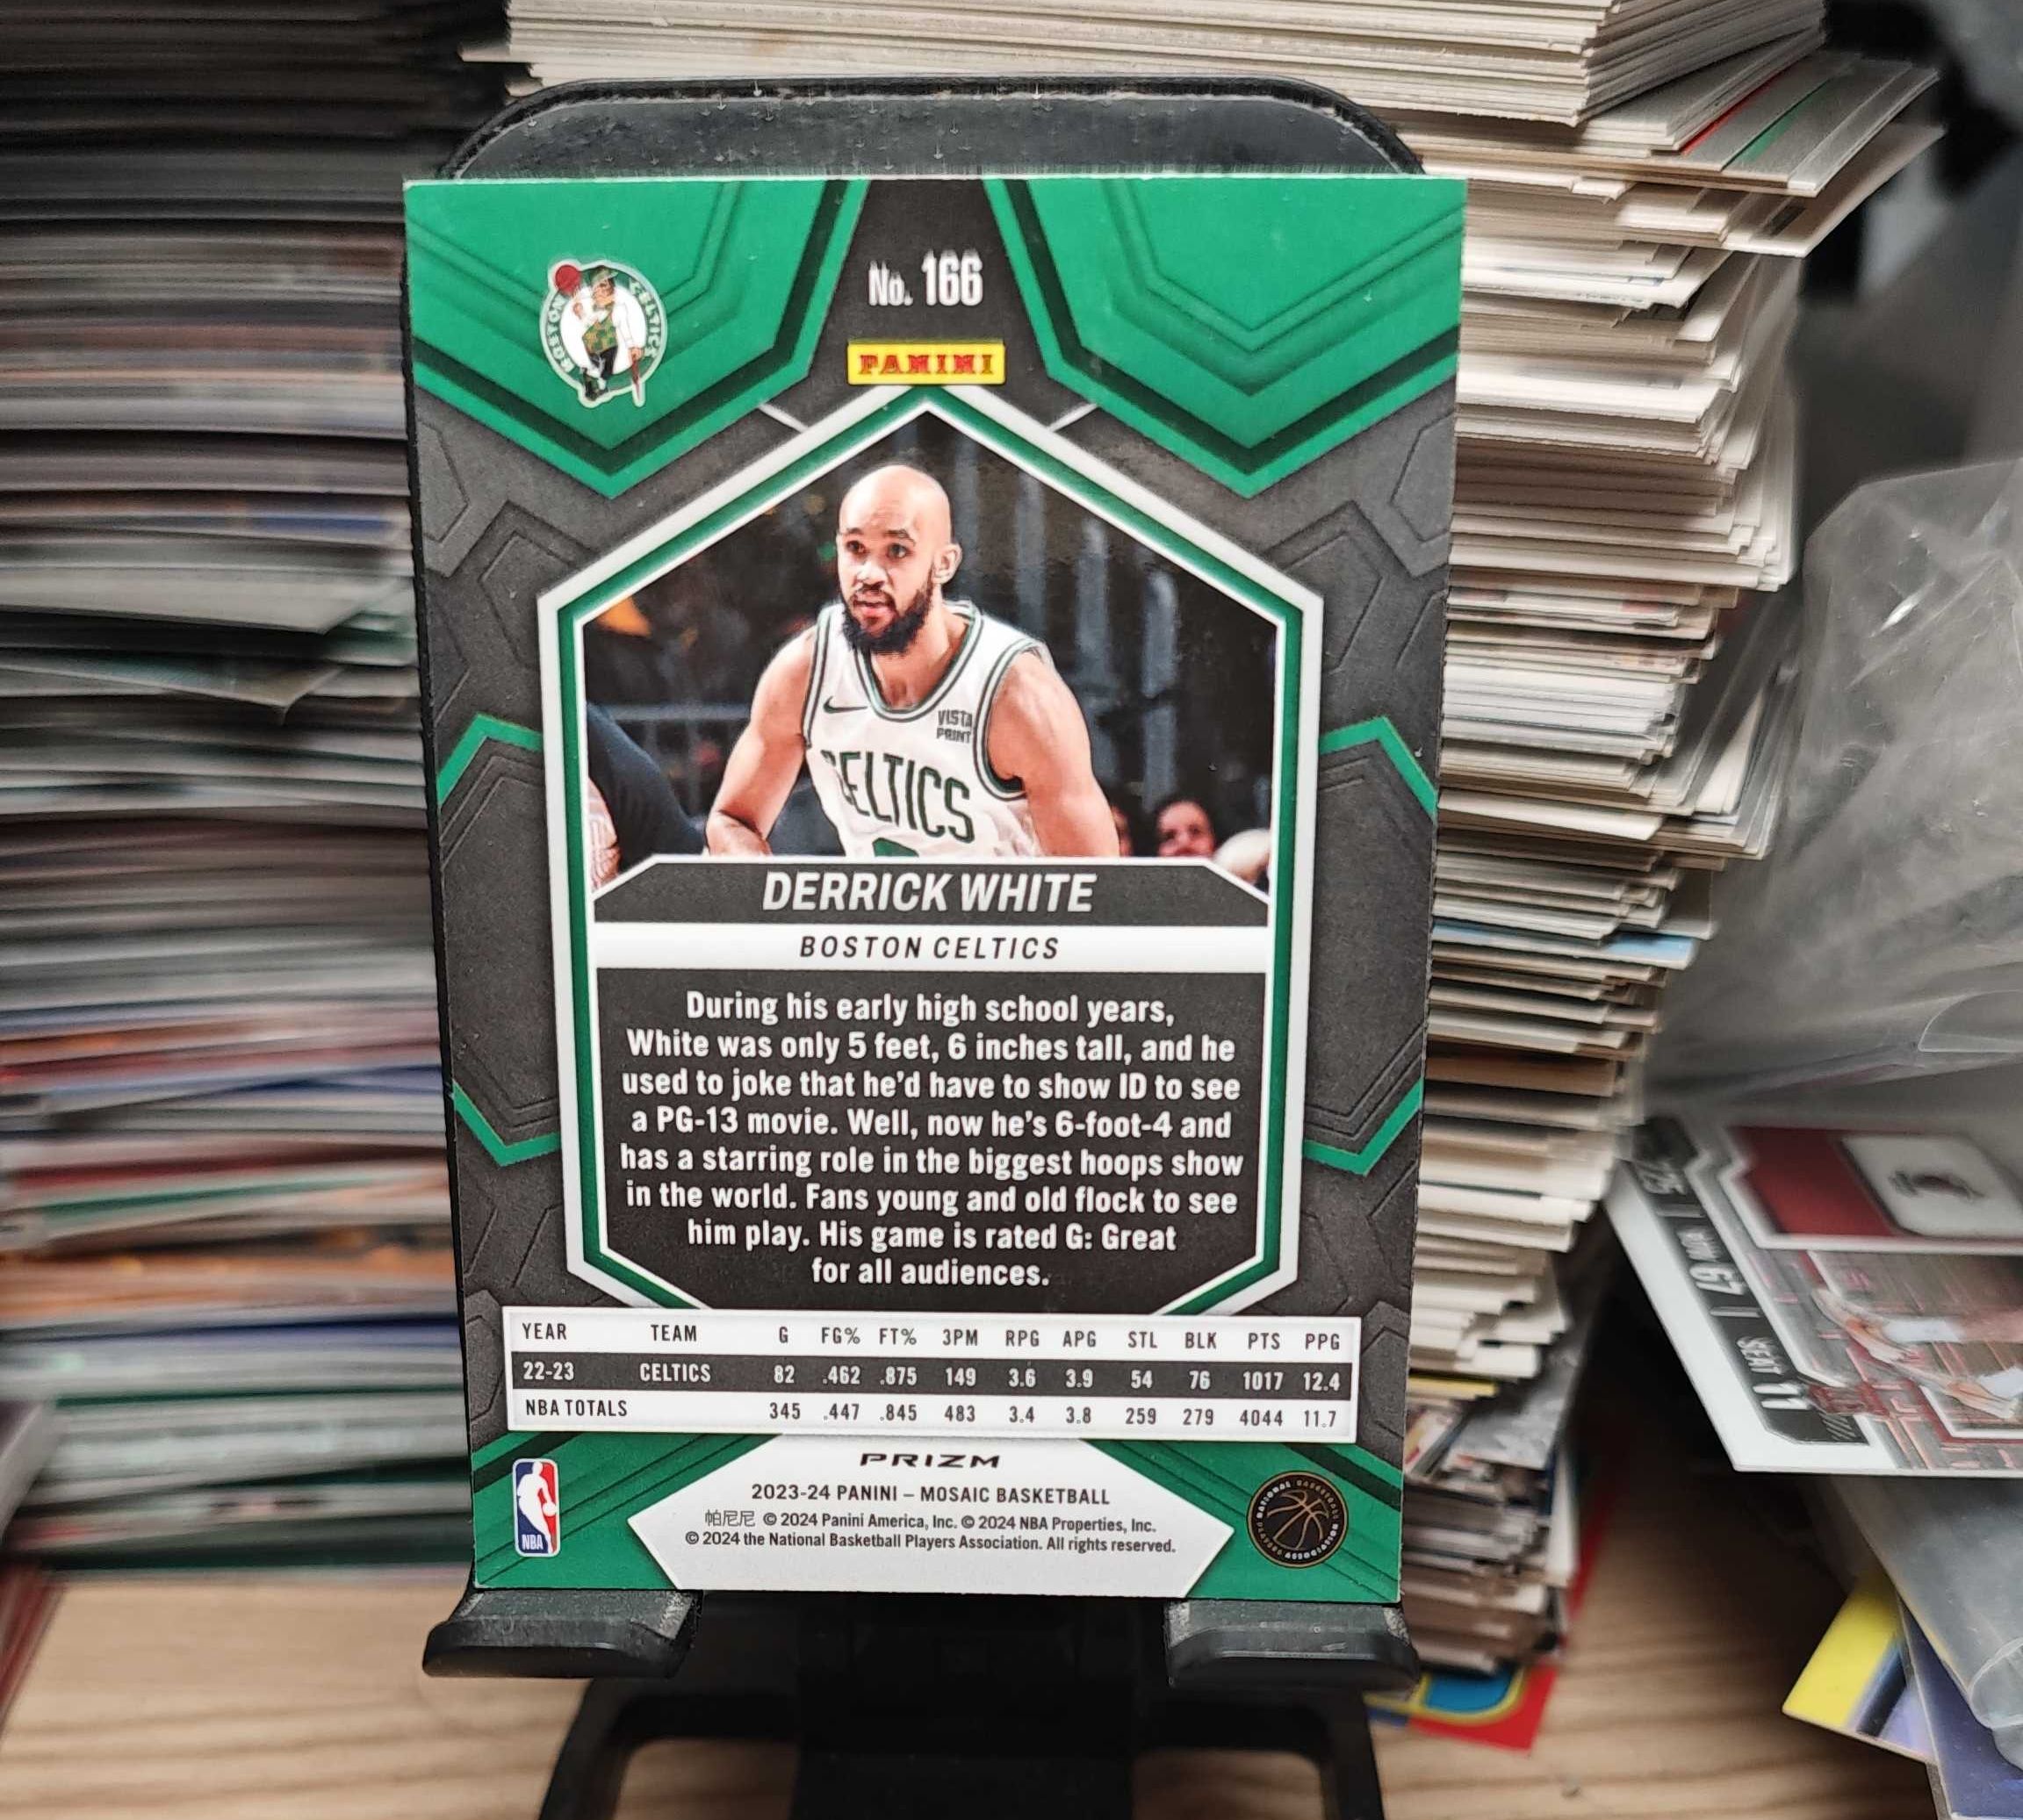 No. 166
PANINI
BOSTON CELTICS
VISTA
PRINT
CELTICS
DERRICK WHITE
BOSTON CELTICS
During his early high school years,
White was only 5 feet, 6 inches tall, and he
used to joke that he'd have to show ID to see
a PG-13 movie. Well, now he's 6-foot-4 and
has a starring role in the biggest hoops show
in the world. Fans young and old flock to see
him play. His game is rated G: Great
for all audiences.
YEAR TEAM G FG% FT% 3PM RPG APG STL BLK PTS PPG
22-23 CELTICS 82 .462 .875 149 3.6 3.9 54 76 1017 12.4
NBA TOTALS 345 .447 .845 483 3.4 3.8 259 279 4044 11.7
PRIZM
2023-24 PANINI – MOSAIC BASKETBALL
帕尼尼 © 2024 Panini America, Inc. © 2024 NBA Properties, Inc.
© 2024 the National Basketball Players Association. All rights reserved.
NBA
NATIONAL BASKETBALL PLAYERS ASSOCIATION
SEAT 11